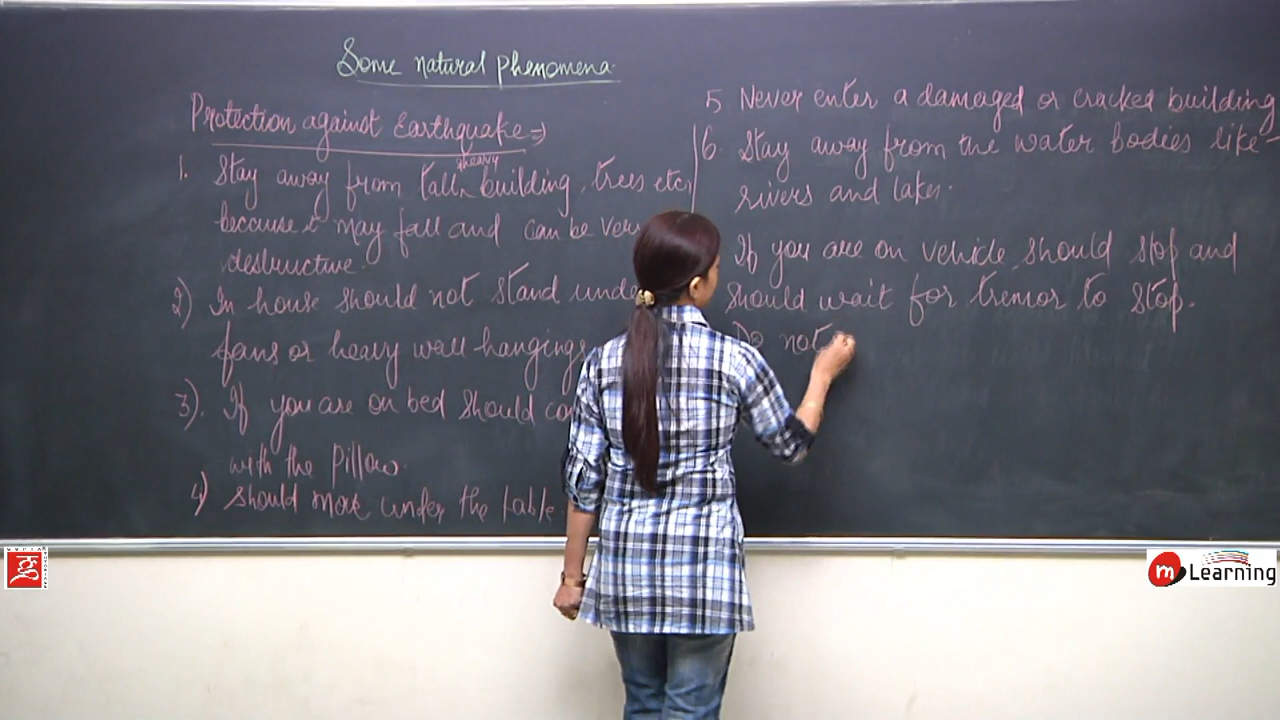 Some natural phenomena.
Protection against Earthquake =>
1. Stay away from tall, heavy building, trees etc,
because it may fall and can be very
destructive.
2) In house should not stand under
fans or heavy wall hangings
3). If you are on bed should
with the pillow.
4) should move under the table.
5 Never enter a damaged or cracked building
6. Stay away from the water bodies like -
rivers and lakes.
If you are on vehicle should stop and
should wait for tremor to stop.
Do not
g
m Learning